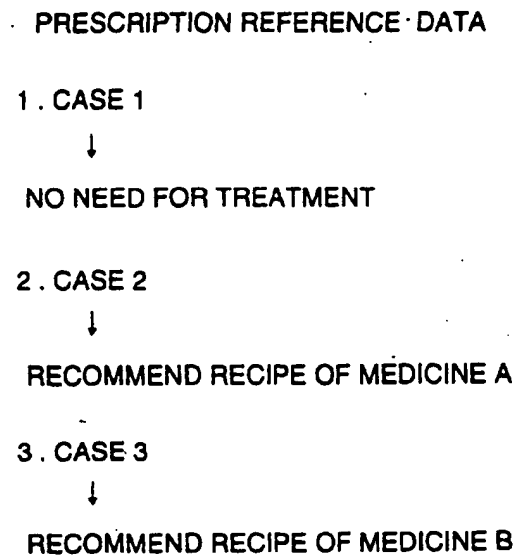 PRESCRIPTION REFERENCE DATA
1 . CASE 1
↓
NO NEED FOR TREATMENT
2 . CASE 2
↓
RECOMMEND RECIPE OF MEDICINE A
3 . CASE 3
↓
RECOMMEND RECIPE OF MEDICINE B